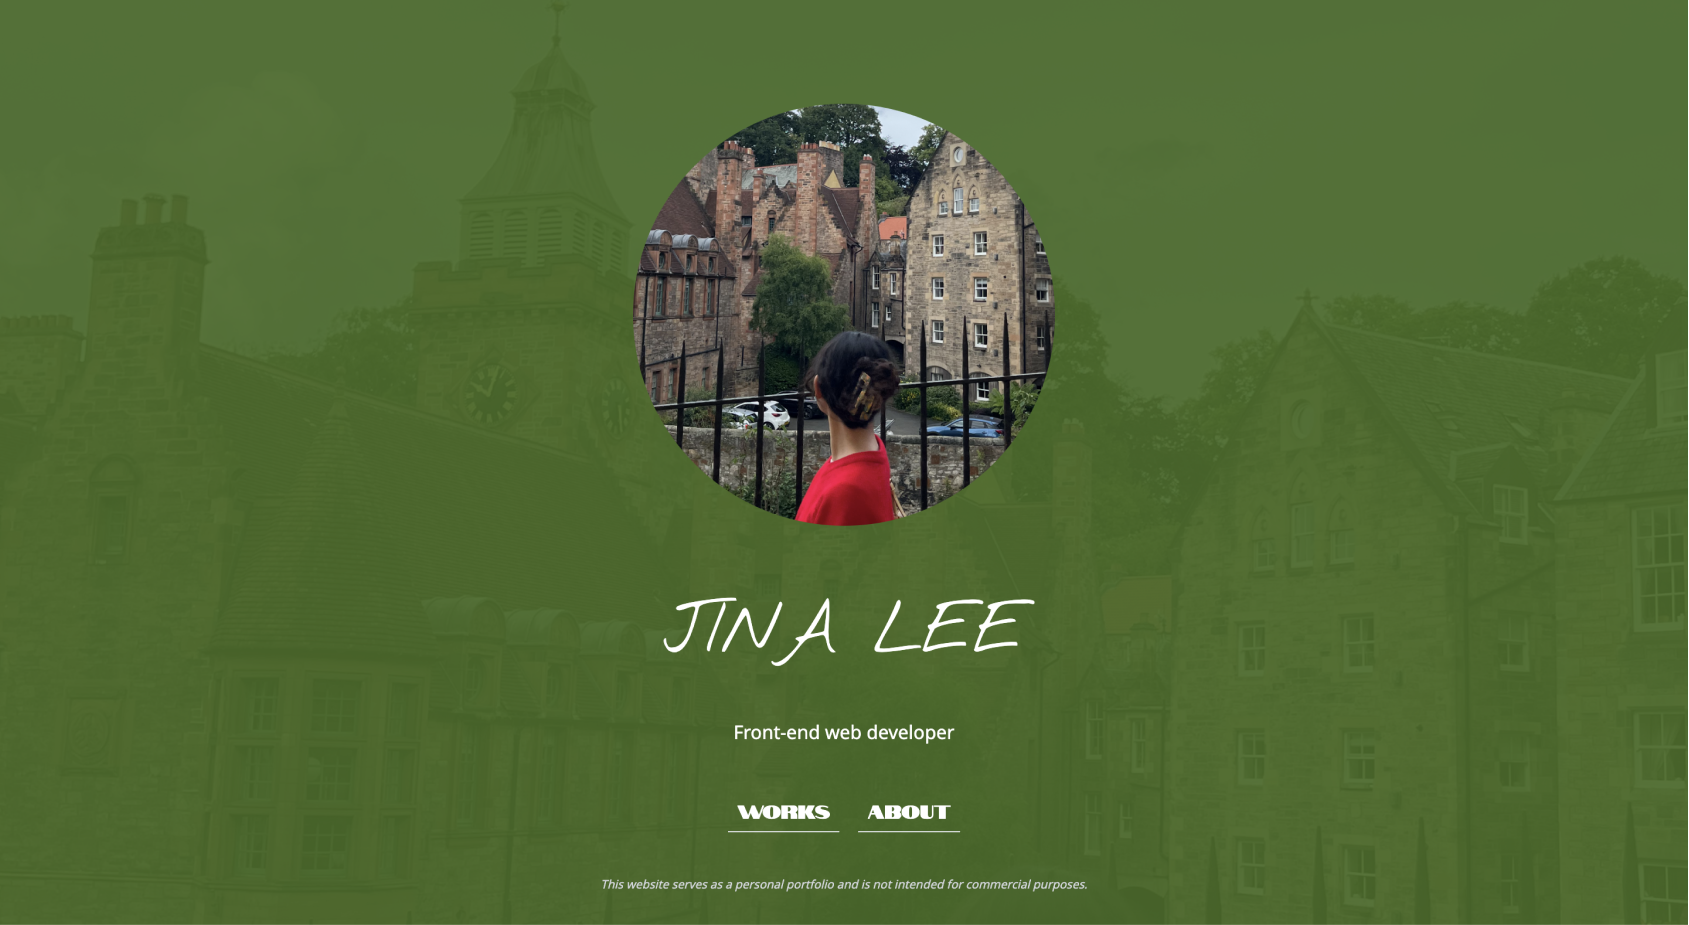 JINA LEE
Front-end web developer
WORKS ABOUT
This website serves as a personal portfolio and is not intended for commercial purposes.